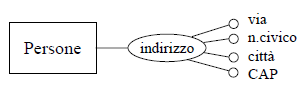 Persone
indirizzo
via
n.civico
città
CAP